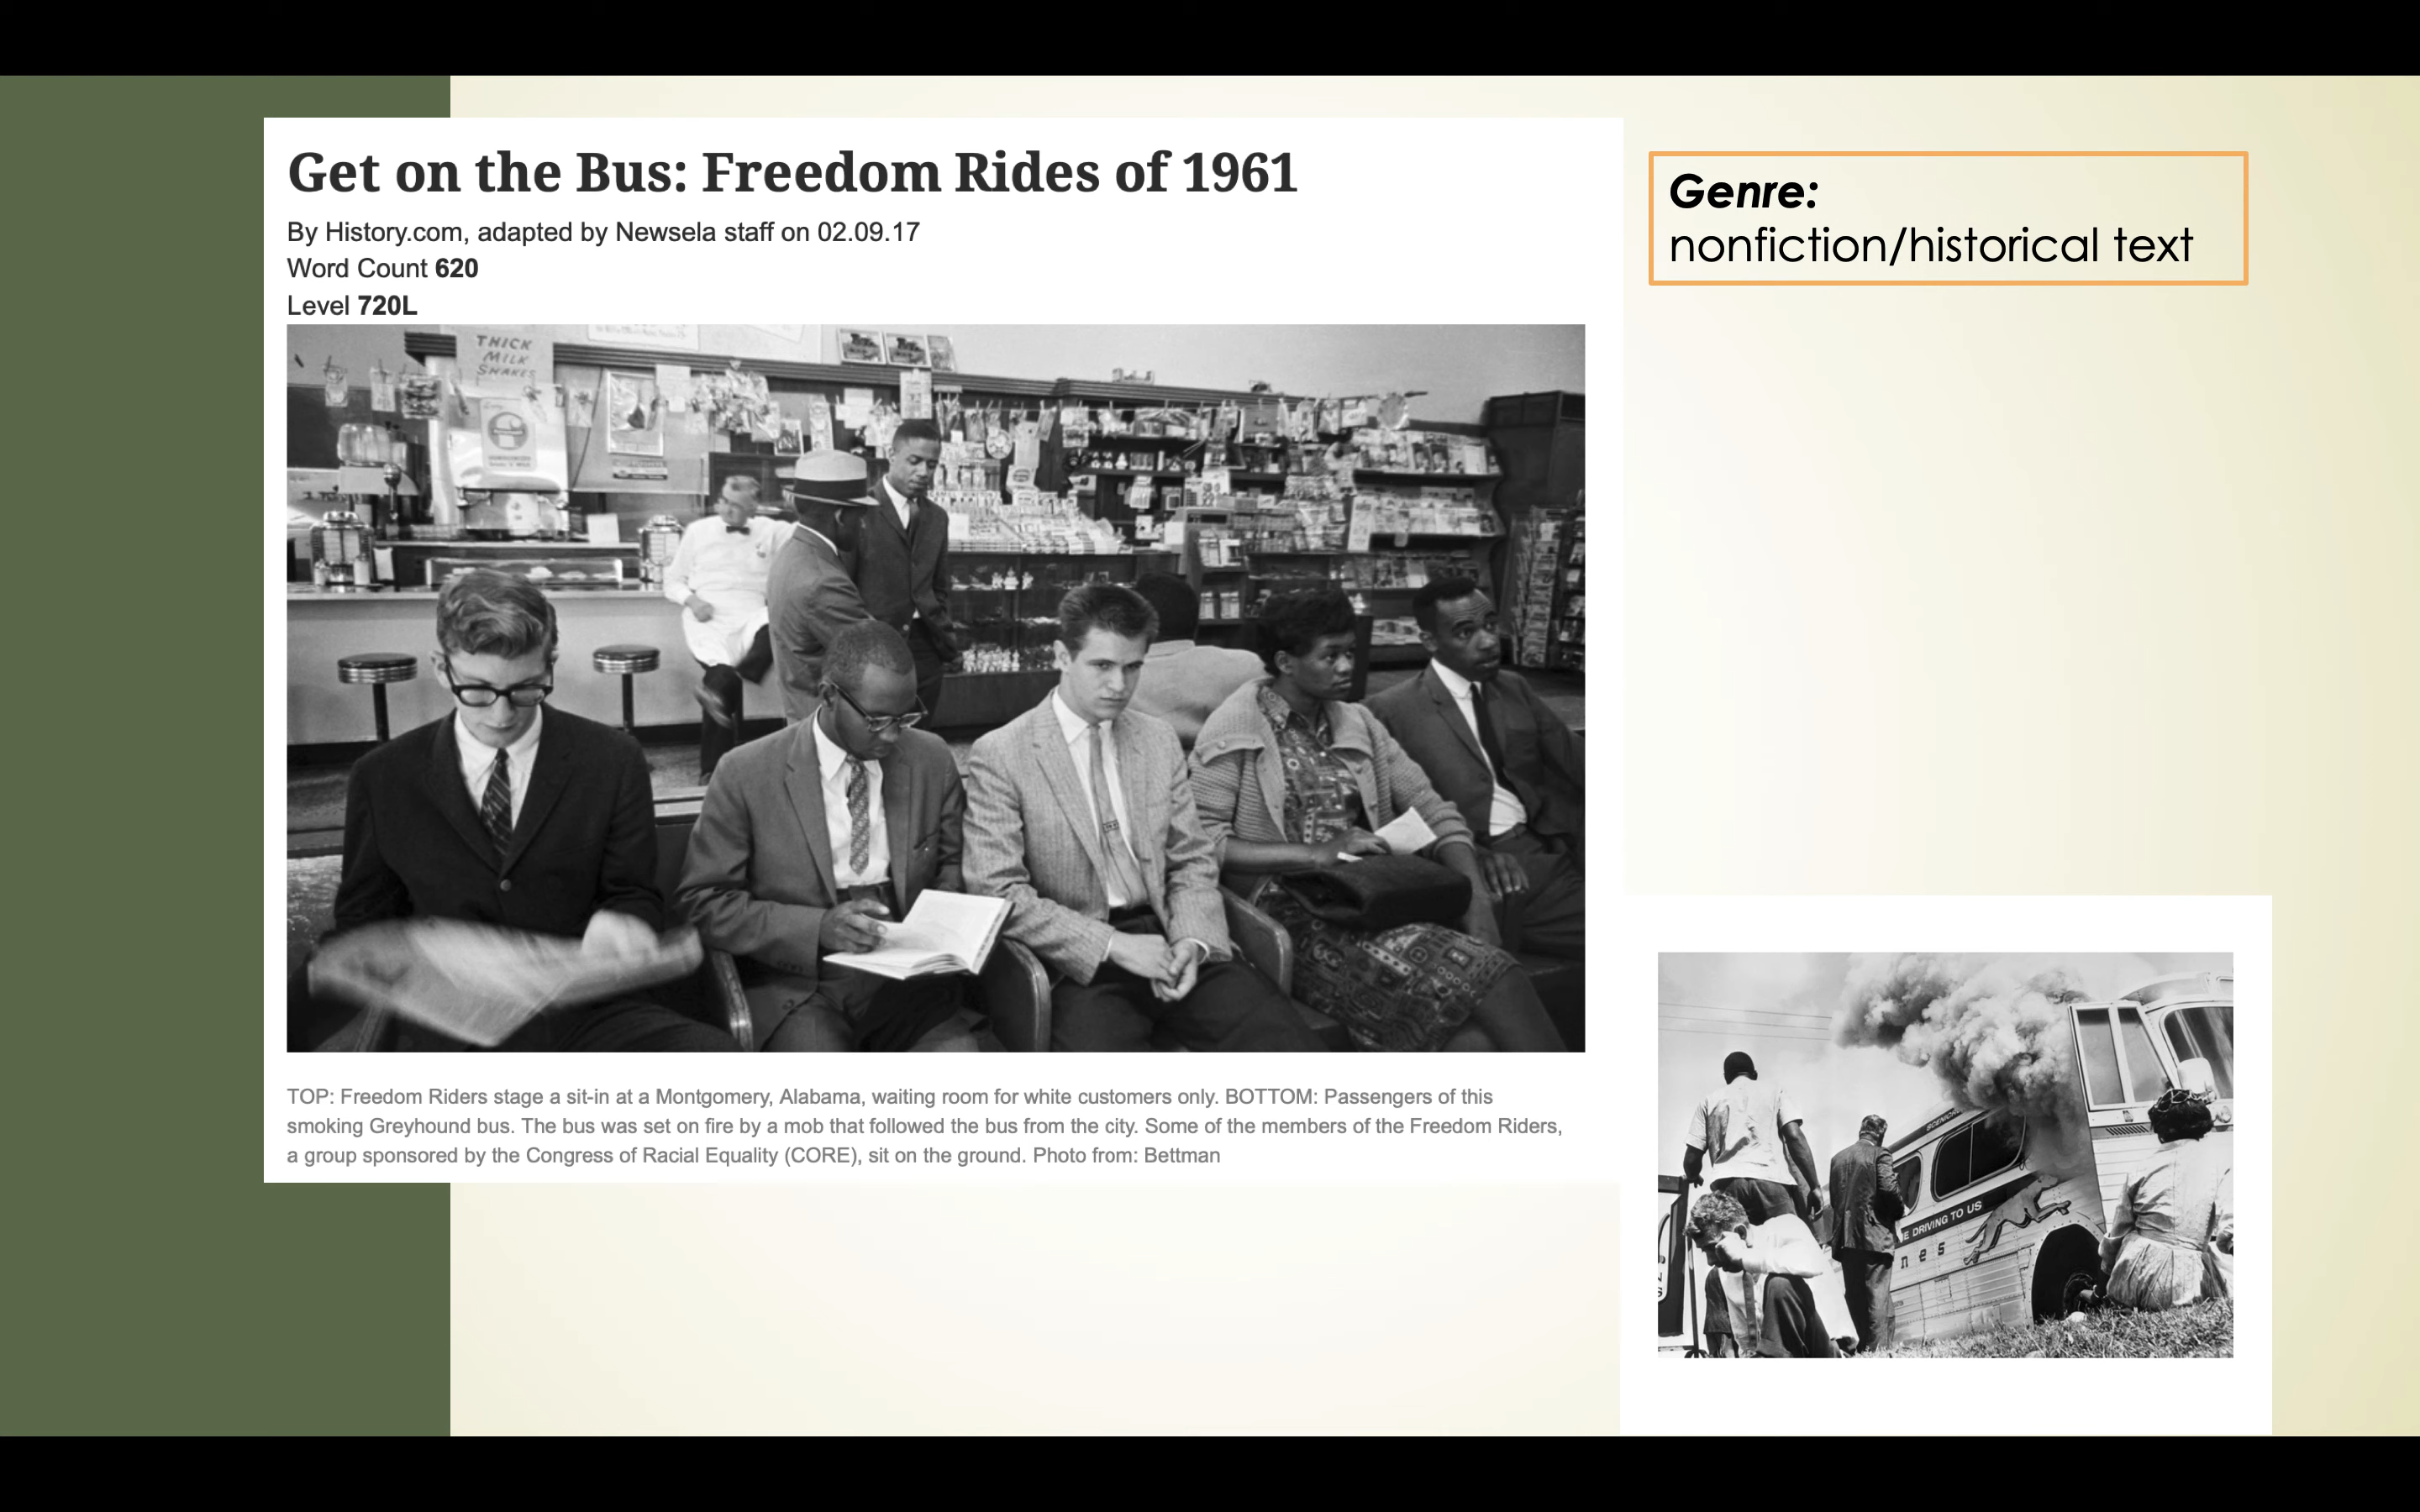 Get on the Bus: Freedom Rides of 1961
By History.com, adapted by Newsela staff on 02.09.17
Word Count 620
Level 720L
THICK
MILK
SHAKES
TOP: Freedom Riders stage a sit-in at a Montgomery, Alabama, waiting room for white customers only. BOTTOM: Passengers of this
smoking Greyhound bus. The bus was set on fire by a mob that followed the bus from the city. Some of the members of the Freedom Riders,
a group sponsored by the Congress of Racial Equality (CORE), sit on the ground. Photo from: Bettman
Genre:
nonfiction/historical text
E DRIVING TO US
nes